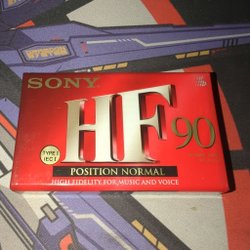 SONY
HF 90
TYPE I
IEC I
POSITION NORMAL
HIGH FIDELITY FOR MUSIC AND VOICE